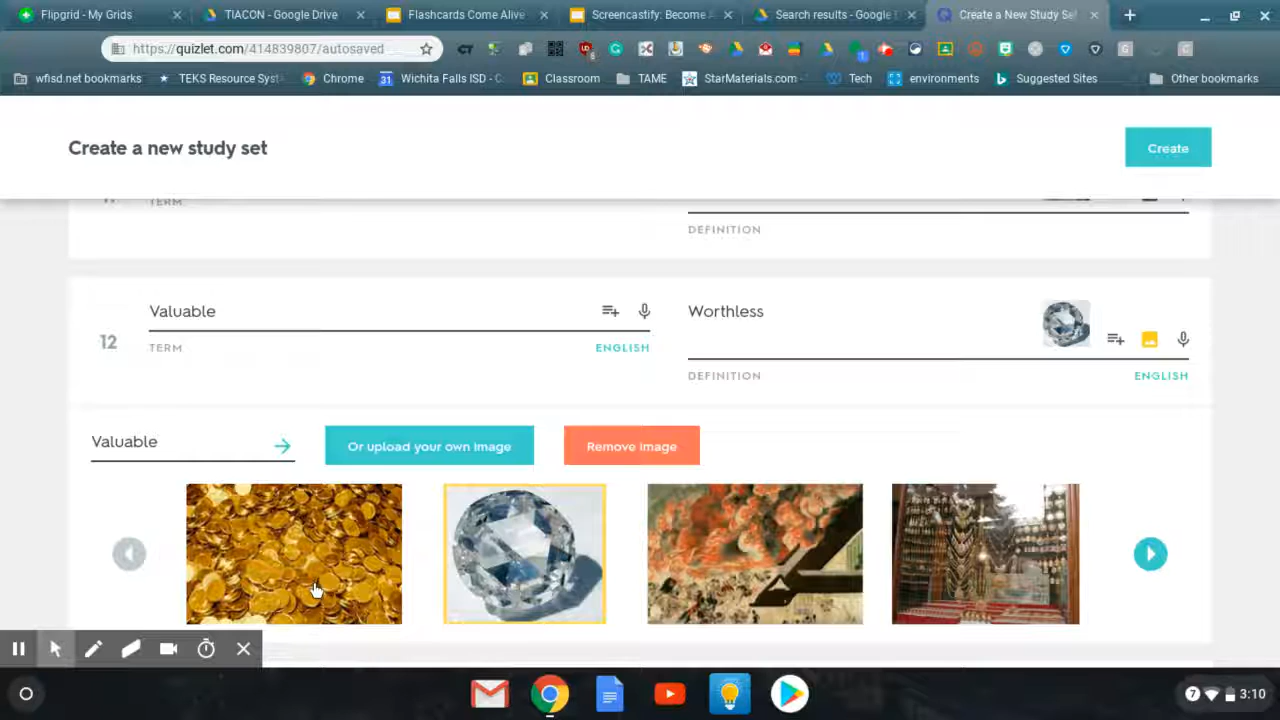 Flipgrid - My Grids
TIACON - Google Drive
Flashcards Come Alive
Screencastify: Become A
Search results - Google
Create a New Study Set
https://quizlet.com/414839807/autosaved
wfisd.net bookmarks
TEKS Resource Syst
Chrome
Wichita Falls ISD - C
Classroom
TAME
StarMaterials.com -
Tech
environments
Suggested Sites
Other bookmarks
Create a new study set
Create
TERM
DEFINITION
12
Valuable
TERM
ENGLISH
Worthless
DEFINITION
ENGLISH
Valuable
Or upload your own image
Remove image
7
3:10